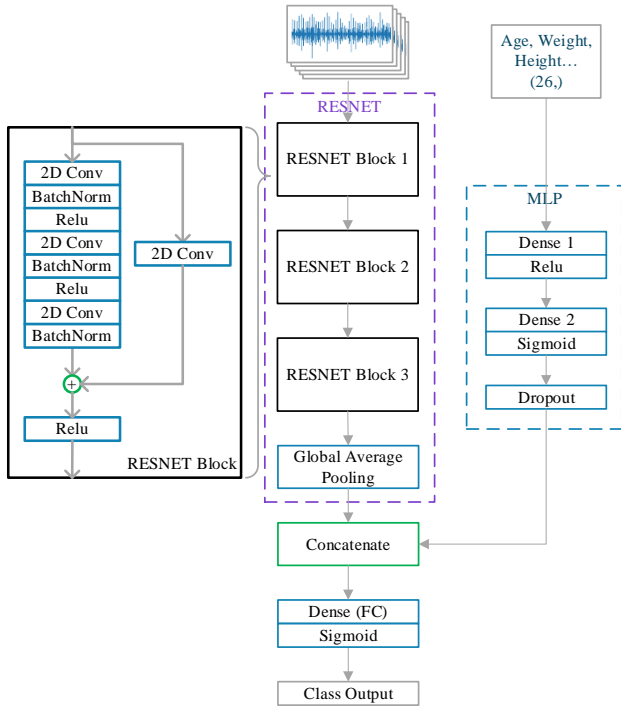 Age, Weight,
Height...
(26,)
RESNET
RESNET Block 1
RESNET Block 2
RESNET Block 3
Global Average
Pooling
2D Conv
BatchNorm
Relu
2D Conv
BatchNorm
Relu
2D Conv
BatchNorm
2D Conv
+
Relu
RESNET Block
MLP
Dense 1
Relu
Dense 2
Sigmoid
Dropout
Concatenate
Dense (FC)
Sigmoid
Class Output